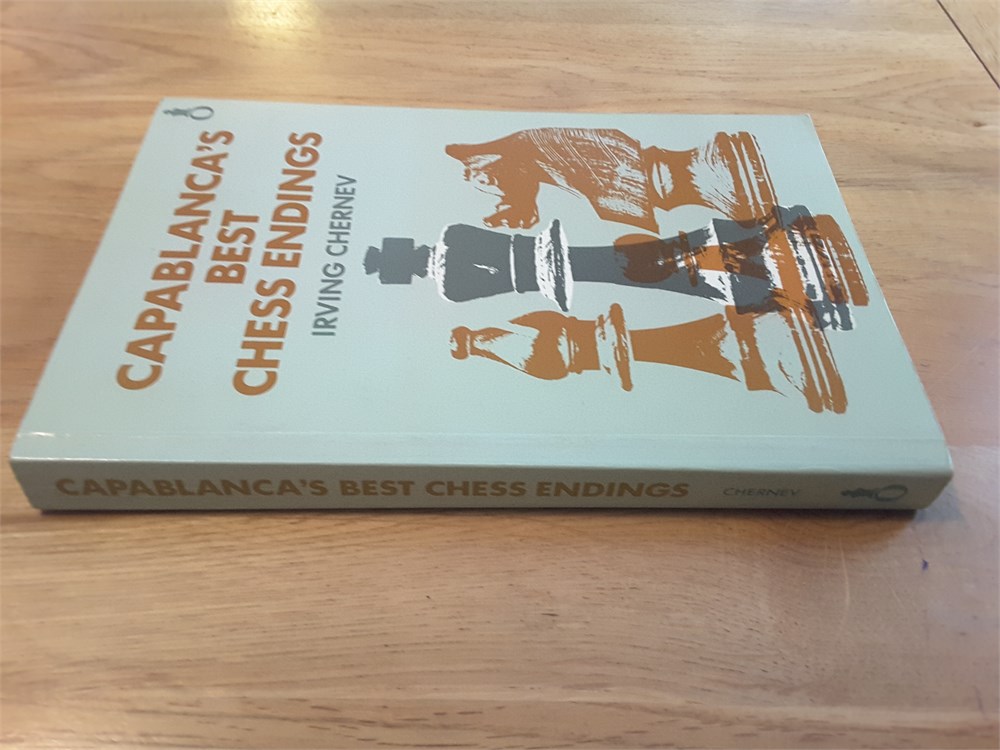 CAPABLANCA'S
BEST
CHESS ENDINGS
IRVING CHERNEV
CAPABLANCA'S BEST CHESS ENDINGS CHERNEV